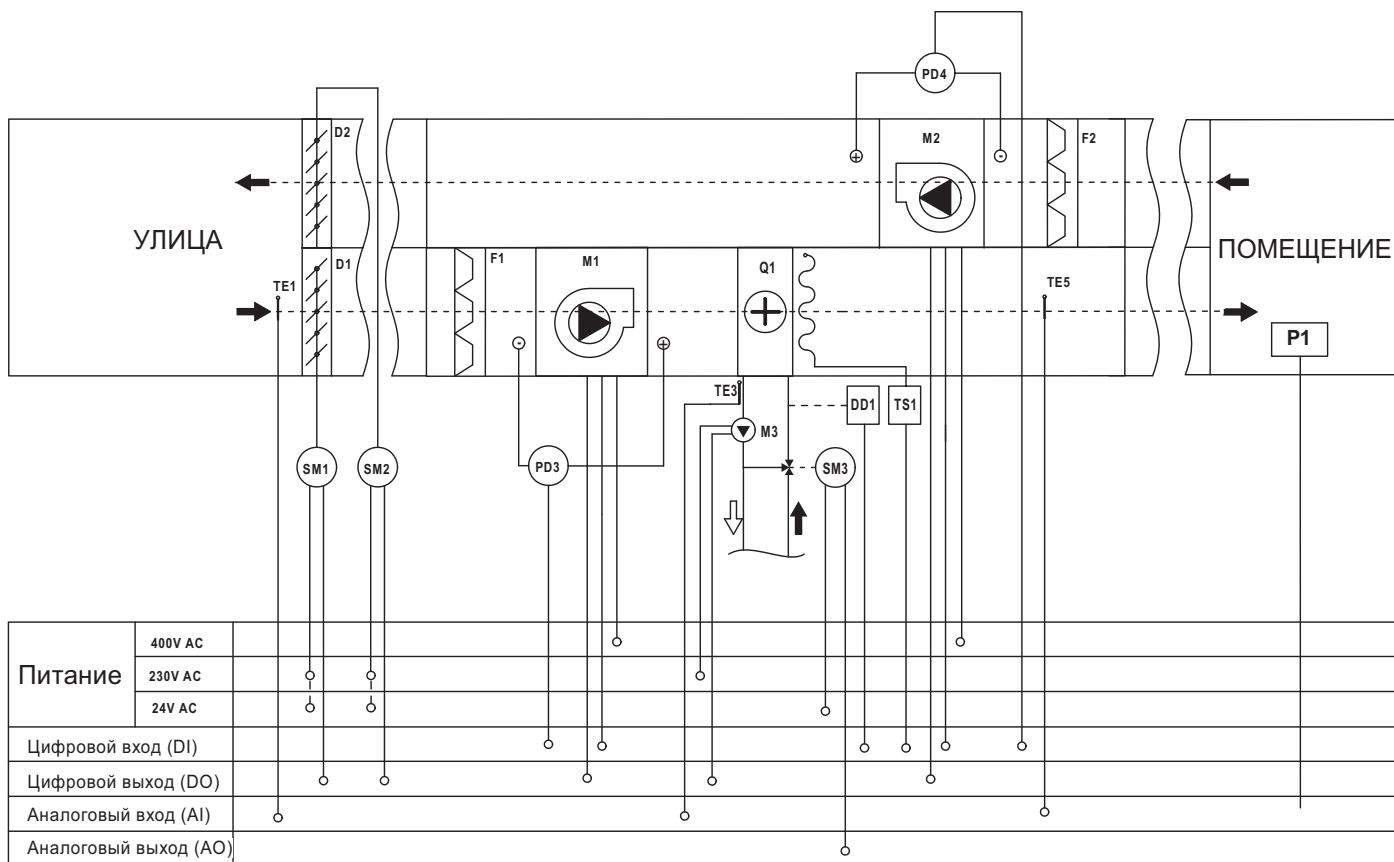 PD4
D2
M2
F2
УЛИЦА
ПОМЕЩЕНИЕ
D1
F1
M1
Q1
TE1
TE5
P1
TE3
DD1
TS1
M3
SM1
SM2
PD3
SM3
Питание
400V AC
230V AC
24V AC
Цифровой вход (DI)
Цифровой выход (DO)
Аналоговый вход (AI)
Аналоговый выход (AO)